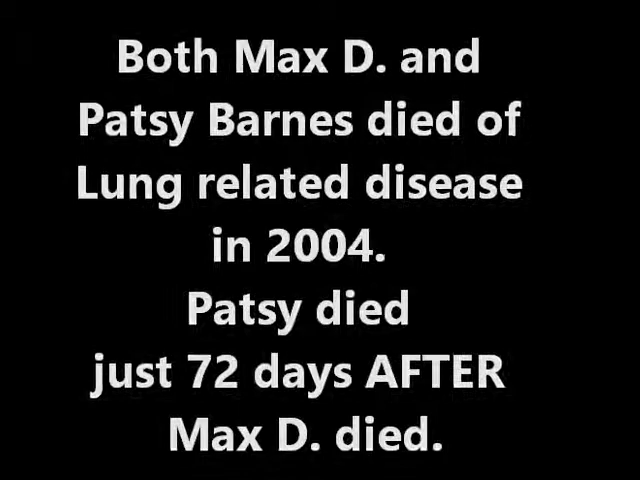 Both Max D. and
Patsy Barnes died of
Lung related disease
in 2004.
Patsy died
just 72 days AFTER
Max D. died.